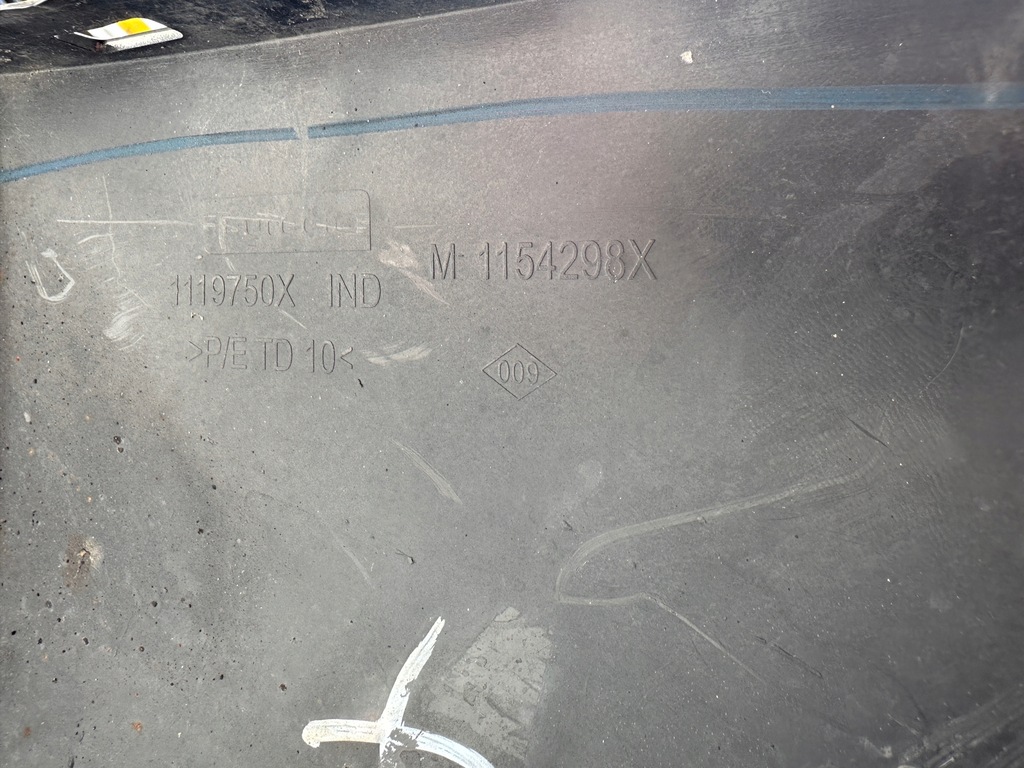 1119750X IND
M 1154298X
>P/E TD 10<
009